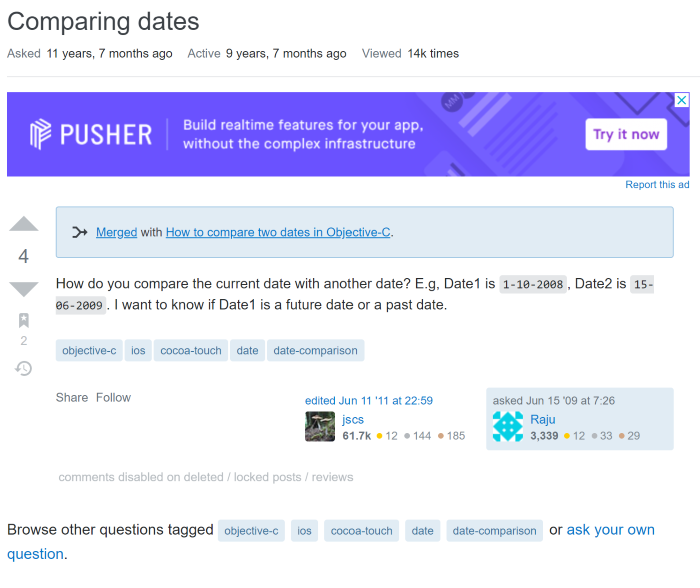 Comparing dates
Asked 11 years, 7 months ago Active 9 years, 7 months ago Viewed 14k times
PUSHER
Build realtime features for your app,
without the complex infrastructure
Try it now
Report this ad
Merged with How to compare two dates in Objective-C.
4
How do you compare the current date with another date? E.g, Date1 is 1-10-2008, Date2 is 15-
06-2009. I want to know if Date1 is a future date or a past date.
2
objective-c ios cocoa-touch date date-comparison
Share Follow
edited Jun 11 '11 at 22:59
jscs
61.7k 12 144 185
asked Jun 15 '09 at 7:26
Raju
3,339 12 33 29
comments disabled on deleted / locked posts / reviews
Browse other questions tagged objective-c ios cocoa-touch date date-comparison or ask your own
question.